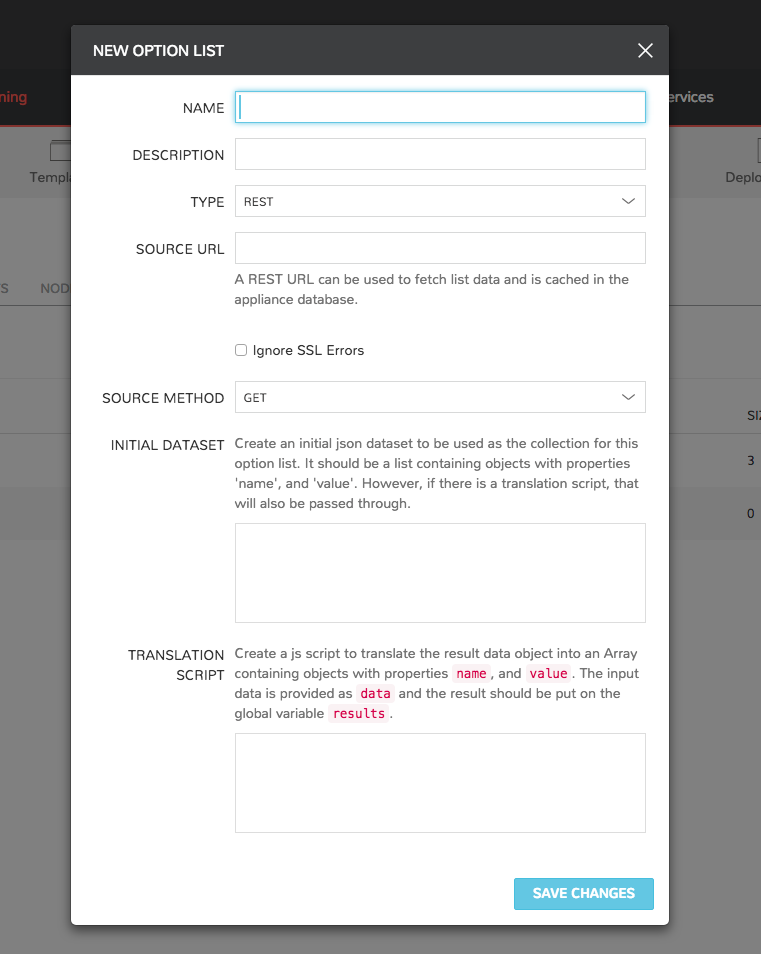 NEW OPTION LIST
NAME
DESCRIPTION
TYPE
REST
SOURCE URL
A REST URL can be used to fetch list data and is cached in the
appliance database.
Ignore SSL Errors
SOURCE METHOD
GET
INITIAL DATASET
Create an initial json dataset to be used as the collection for this
option list. It should be a list containing objects with properties
'name', and 'value'. However, if there is a translation script, that
will also be passed through.
TRANSLATION
SCRIPT
Create a js script to translate the result data object into an Array
containing objects with properties name , and value . The input
data is provided as data and the result should be put on the
global variable results .
SAVE CHANGES
3
0